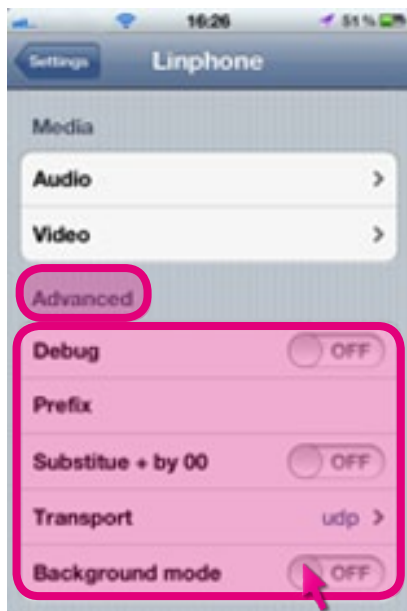 16:26 51 %
Settings Linphone
Media
Audio
Video
Advanced
Debug OFF
Prefix
Substitue + by 00 OFF
Transport udp
Background mode OFF